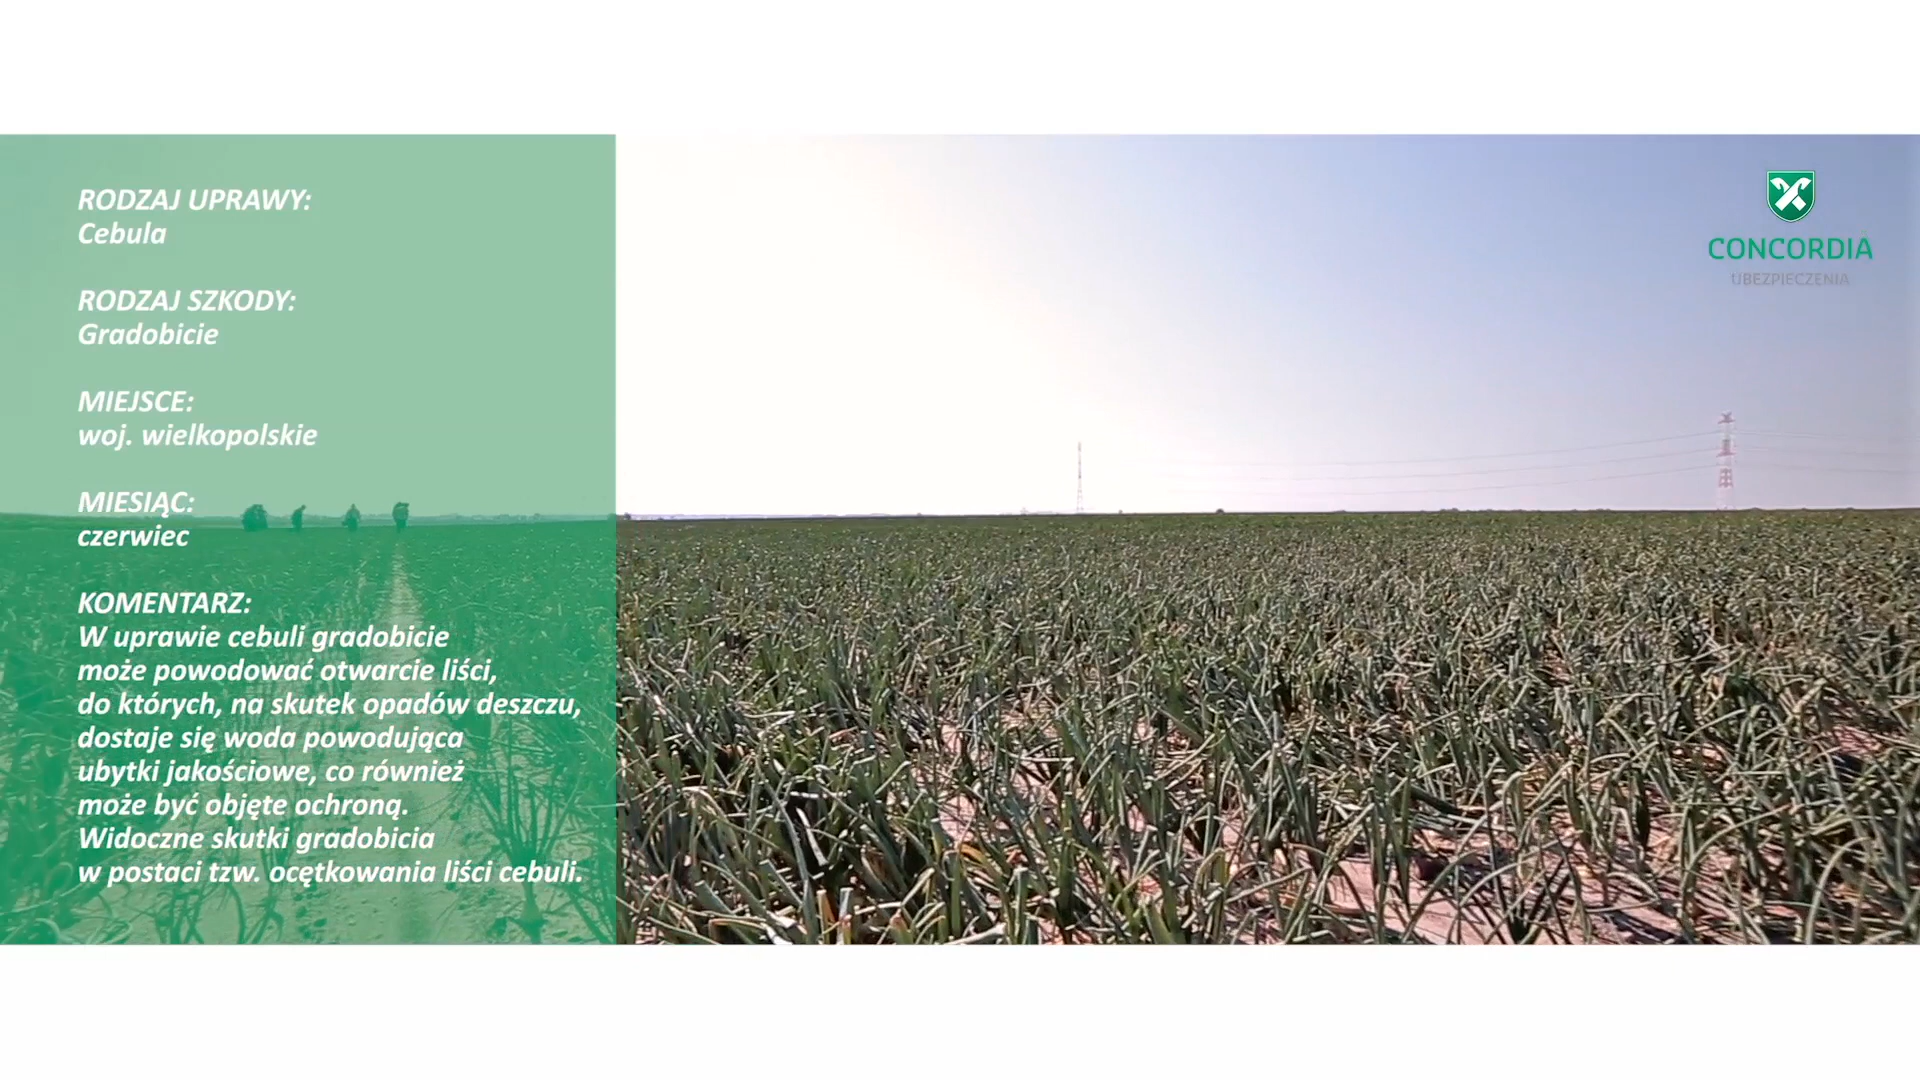 RODZAJ UPRAWY:
Cebula
RODZAJ SZKODY:
Gradobicie
MIEJSCE:
woj. wielkopolskie
MIESIĄC:
czerwiec
KOMENTARZ:
W uprawie cebuli gradobicie
może powodować otwarcie liści,
do których, na skutek opadów deszczu,
dostaje się woda powodująca
ubytki jakościowe, co również
może być objęte ochroną.
Widoczne skutki gradobicia
w postaci tzw. ocętkowania liści cebuli.
CONCORDIA
UBEZPIECZENIA